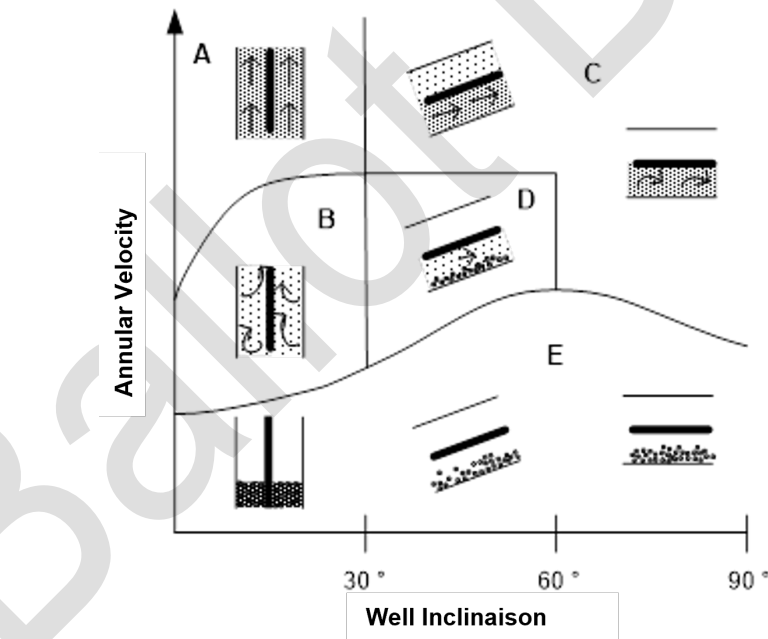 A
B
C
D
E
Annular Velocity
30 °
60 °
90 °
Well Inclinaison
Ballot D